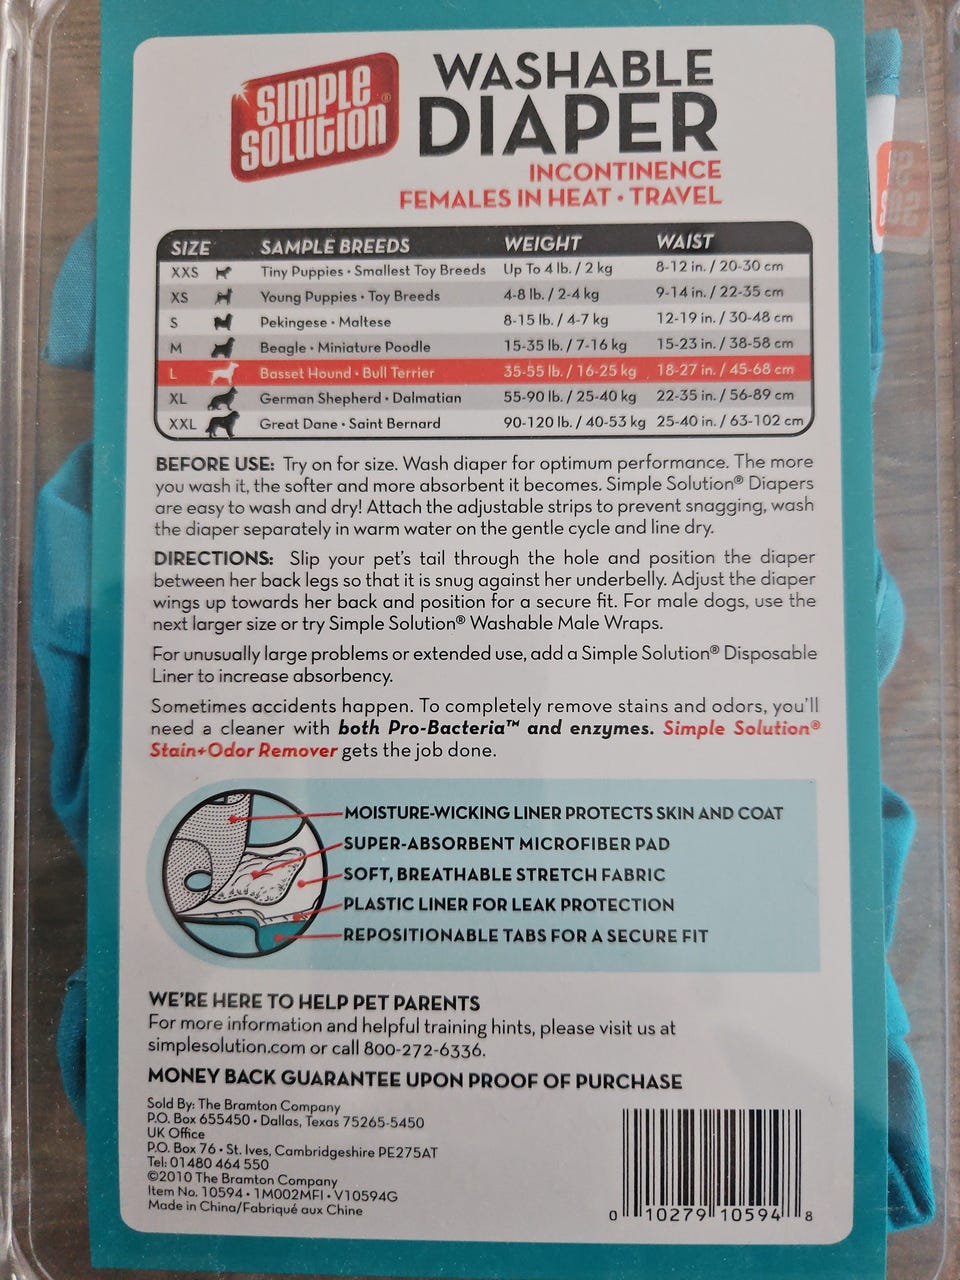 SIMPLE
SOLUTION®
WASHABLE
DIAPER
INCONTINENCE
FEMALES IN HEAT • TRAVEL
SIZE SAMPLE BREEDS WEIGHT WAIST
XXS Tiny Puppies • Smallest Toy Breeds Up To 4 lb. / 2 kg 8-12 in. / 20-30 cm
XS Young Puppies • Toy Breeds 4-8 lb. / 2-4 kg 9-14 in. / 22-35 cm
S Pekingese • Maltese 8-15 lb. / 4-7 kg 12-19 in. / 30-48 cm
M Beagle • Miniature Poodle 15-35 lb. / 7-16 kg 15-23 in. / 38-58 cm
L Basset Hound • Bull Terrier 35-55 lb. / 16-25 kg 18-27 in. / 45-68 cm
XL German Shepherd • Dalmatian 55-90 lb. / 25-40 kg 22-35 in. / 56-89 cm
XXL Great Dane • Saint Bernard 90-120 lb. / 40-53 kg 25-40 in. / 63-102 cm
BEFORE USE: Try on for size. Wash diaper for optimum performance. The more
you wash it, the softer and more absorbent it becomes. Simple Solution® Diapers
are easy to wash and dry! Attach the adjustable strips to prevent snagging, wash
the diaper separately in warm water on the gentle cycle and line dry.
DIRECTIONS: Slip your pet's tail through the hole and position the diaper
between her back legs so that it is snug against her underbelly. Adjust the diaper
wings up towards her back and position for a secure fit. For male dogs, use the
next larger size or try Simple Solution® Washable Male Wraps.
For unusually large problems or extended use, add a Simple Solution® Disposable
Liner to increase absorbency.
Sometimes accidents happen. To completely remove stains and odors, you'll
need a cleaner with both Pro-Bacteria™ and enzymes. Simple Solution®
Stain+Odor Remover gets the job done.
MOISTURE-WICKING LINER PROTECTS SKIN AND COAT
SUPER-ABSORBENT MICROFIBER PAD
SOFT, BREATHABLE STRETCH FABRIC
PLASTIC LINER FOR LEAK PROTECTION
REPOSITIONABLE TABS FOR A SECURE FIT
WE'RE HERE TO HELP PET PARENTS
For more information and helpful training hints, please visit us at
simplesolution.com or call 800-272-6336.
MONEY BACK GUARANTEE UPON PROOF OF PURCHASE
Sold By: The Bramton Company
P.O. Box 655450 • Dallas, Texas 75265-5450
UK Office
P.O. Box 76 • St. Ives, Cambridgeshire PE275AT
Tel: 01480 464 550
©2010 The Bramton Company
Item No. 10594 • 1M002MFI • V10594G
Made in China/Fabriqué aux Chine
0 10279 10594 8